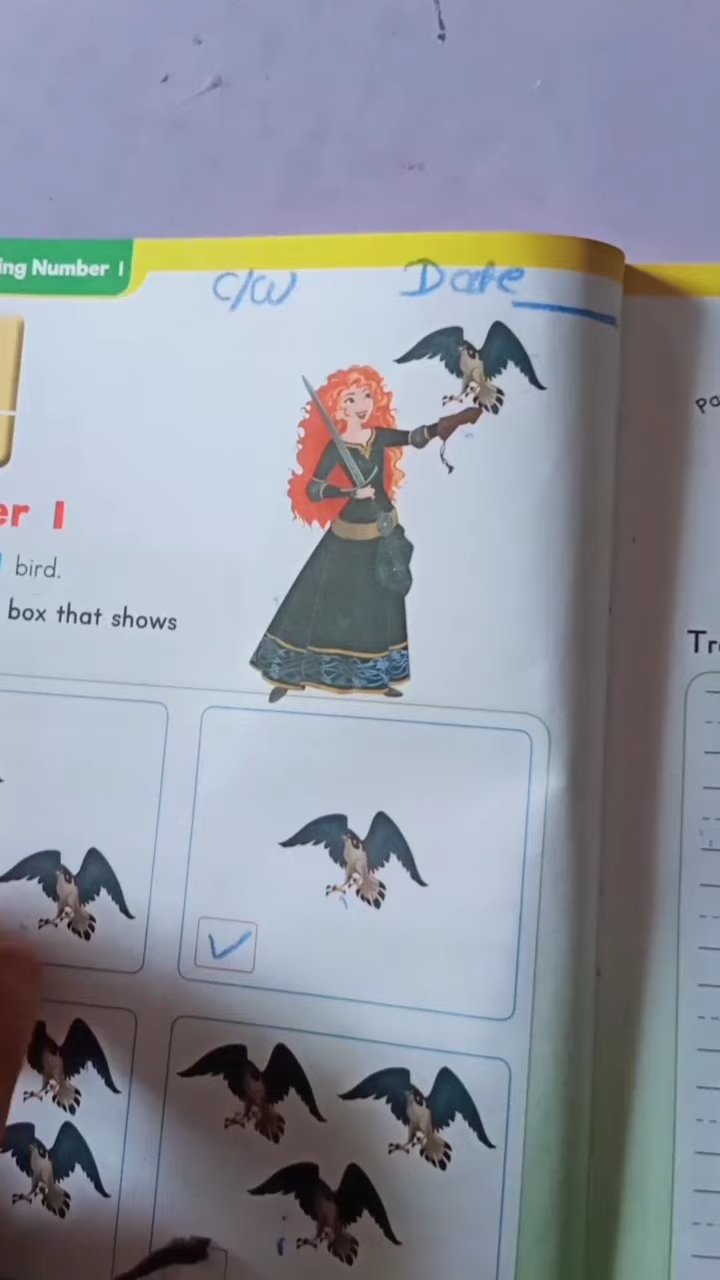 ing Number 1
C/W Date
er 1
bird.
box that shows
Tr